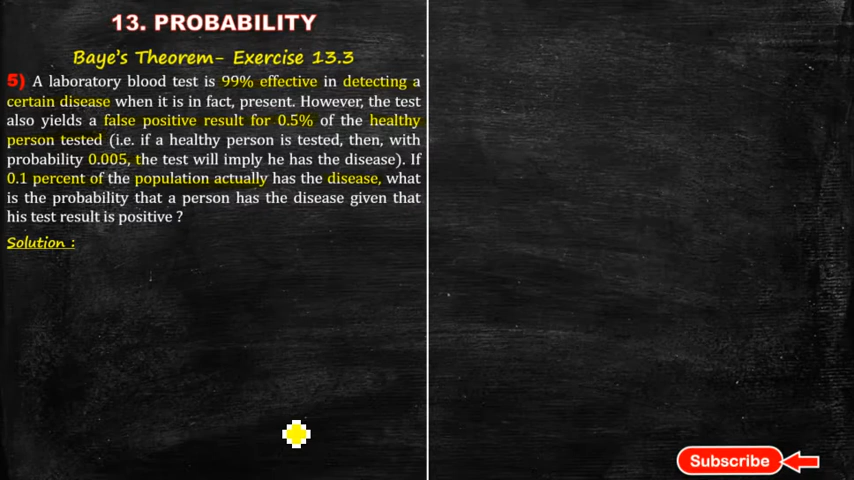 13. PROBABILITY
Baye's Theorem- Exercise 13.3
5) A laboratory blood test is 99% effective in detecting a
certain disease when it is in fact, present. However, the test
also yields a false positive result for 0.5% of the healthy
person tested (i.e. if a healthy person is tested, then, with
probability 0.005, the test will imply he has the disease). If
0.1 percent of the population actually has the disease, what
is the probability that a person has the disease given that
his test result is positive ?
Solution :
Subscribe